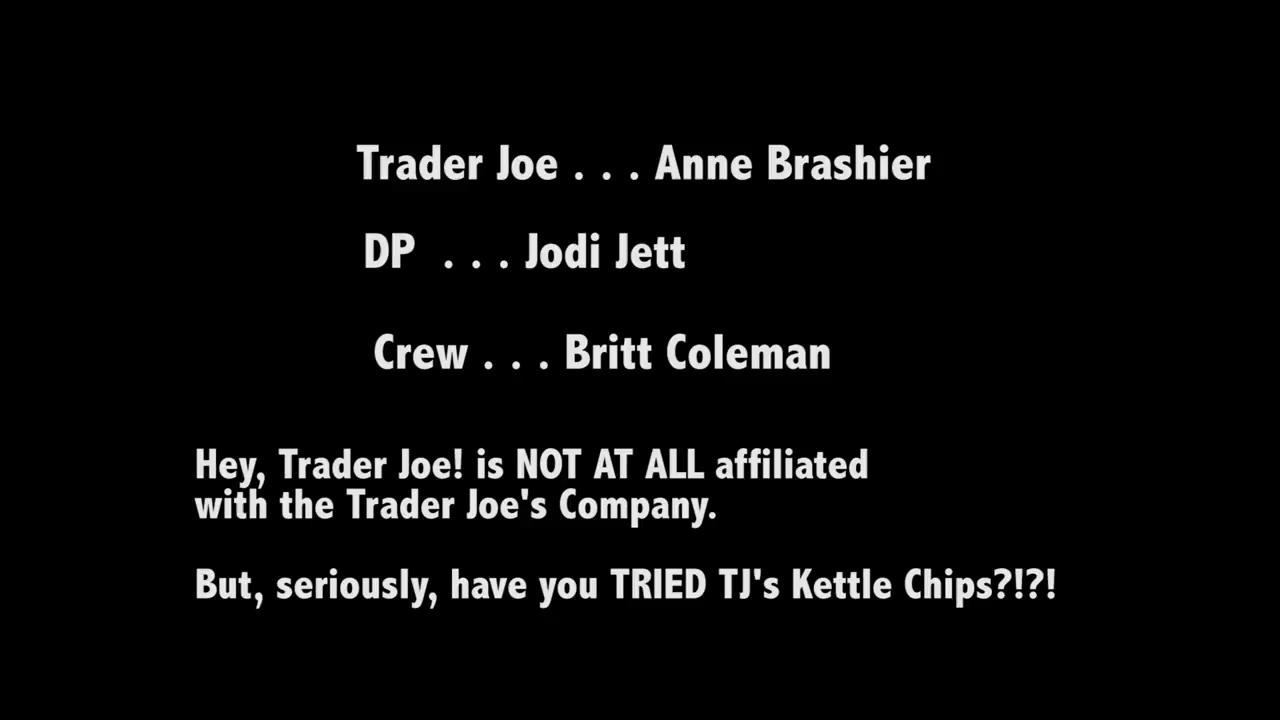 Trader Joe . . . Anne Brashier
DP . . . Jodi Jett
Crew . . . Britt Coleman
Hey, Trader Joe! is NOT AT ALL affiliated
with the Trader Joe's Company.
But, seriously, have you TRIED TJ's Kettle Chips?!?!